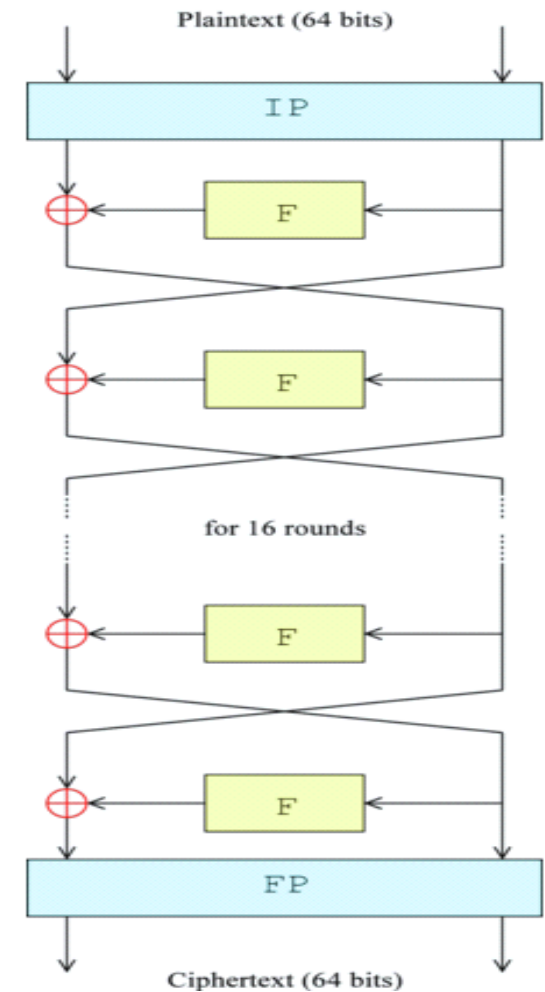 Plaintext (64 bits)
IP
F
F
for 16 rounds
F
F
FP
Ciphertext (64 bits)